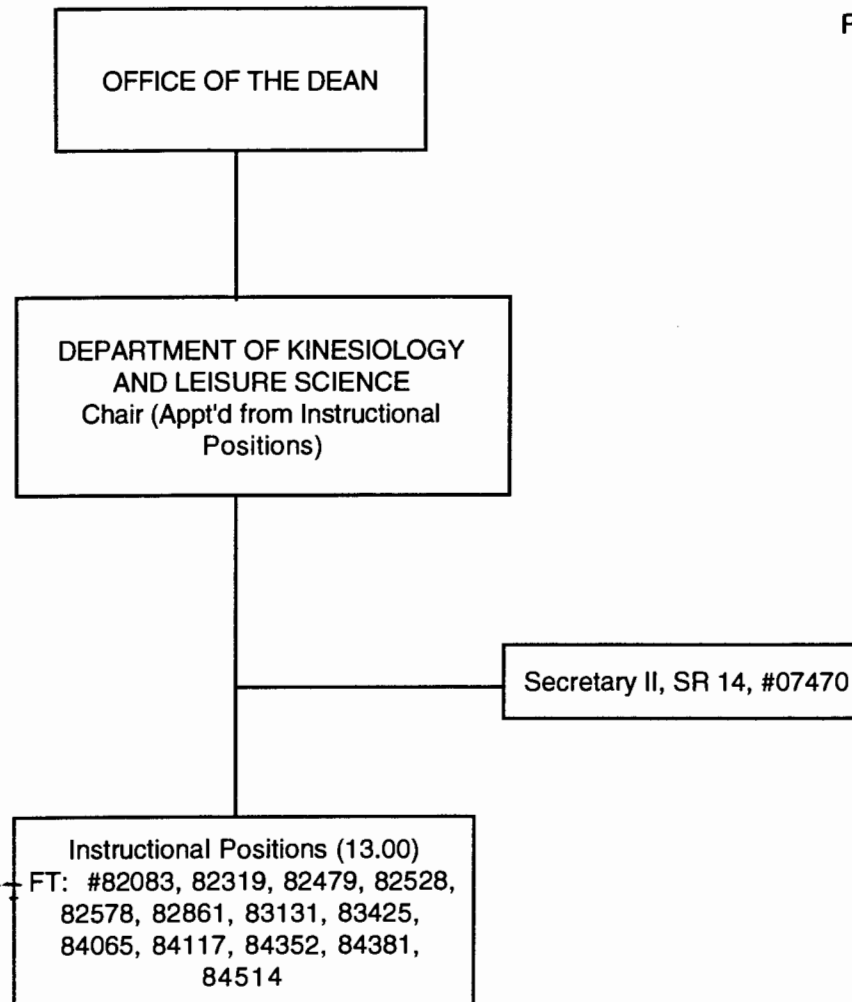 OFFICE OF THE DEAN
DEPARTMENT OF KINESIOLOGY
AND LEISURE SCIENCE
Chair (Appt'd from Instructional
Positions)
Secretary II, SR 14, #07470
Instructional Positions (13.00)
FT: #82083, 82319, 82479, 82528,
82578, 82861, 83131, 83425,
84065, 84117, 84352, 84381,
84514